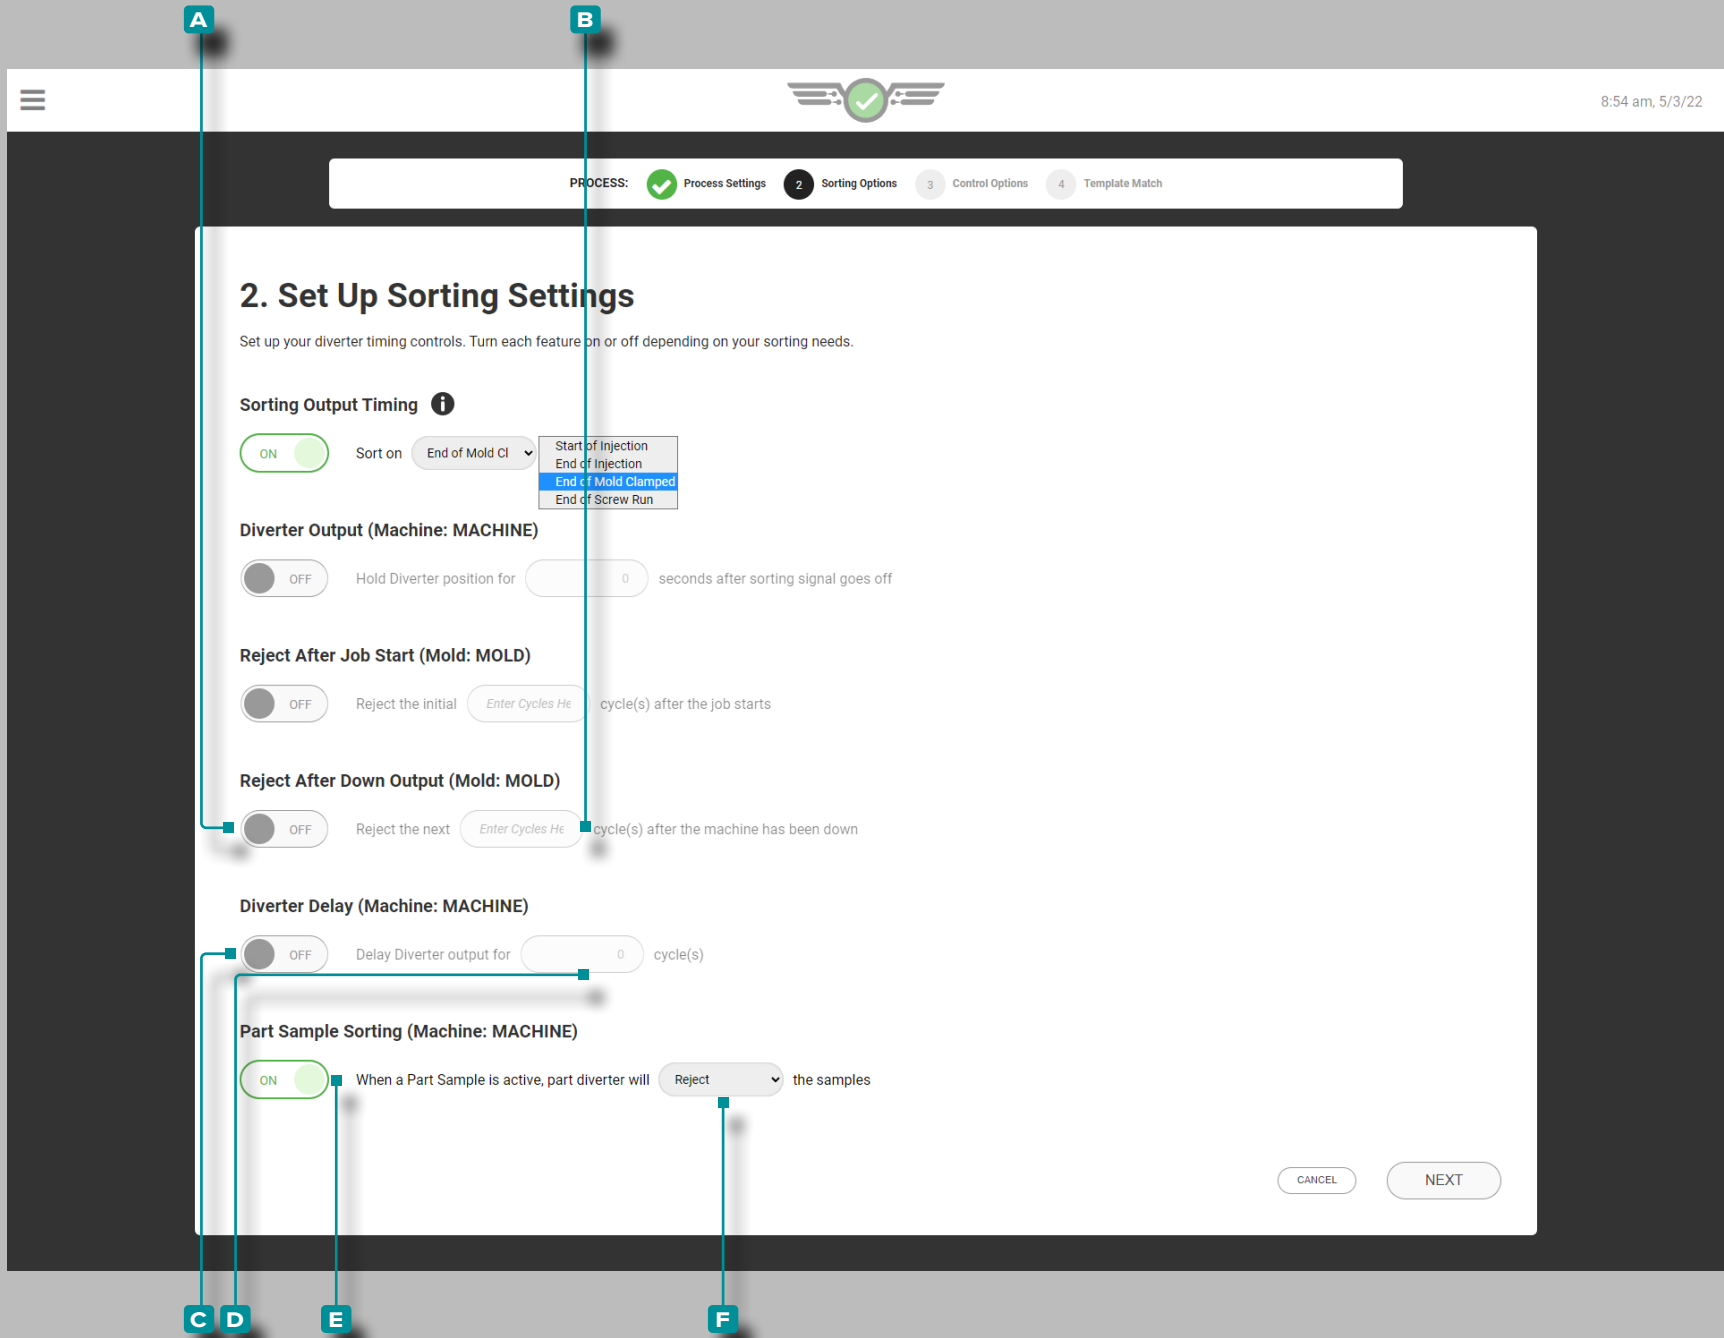 A B
8:54 am, 5/3/22
PROCESS: Process Settings 2 Sorting Options 3 Control Options 4 Template Match
2. Set Up Sorting Settings
Set up your diverter timing controls. Turn each feature on or off depending on your sorting needs.
Sorting Output Timing i
ON Sort on End of Mold Cl
Start of Injection
End of Injection
End of Mold Clamped
End of Screw Run
Diverter Output (Machine: MACHINE)
OFF Hold Diverter position for 0 seconds after sorting signal goes off
Reject After Job Start (Mold: MOLD)
OFF Reject the initial Enter Cycles He cycle(s) after the job starts
Reject After Down Output (Mold: MOLD)
OFF Reject the next Enter Cycles He cycle(s) after the machine has been down
Diverter Delay (Machine: MACHINE)
OFF Delay Diverter output for 0 cycle(s)
Part Sample Sorting (Machine: MACHINE)
ON When a Part Sample is active, part diverter will Reject the samples
CANCEL NEXT
C D E F